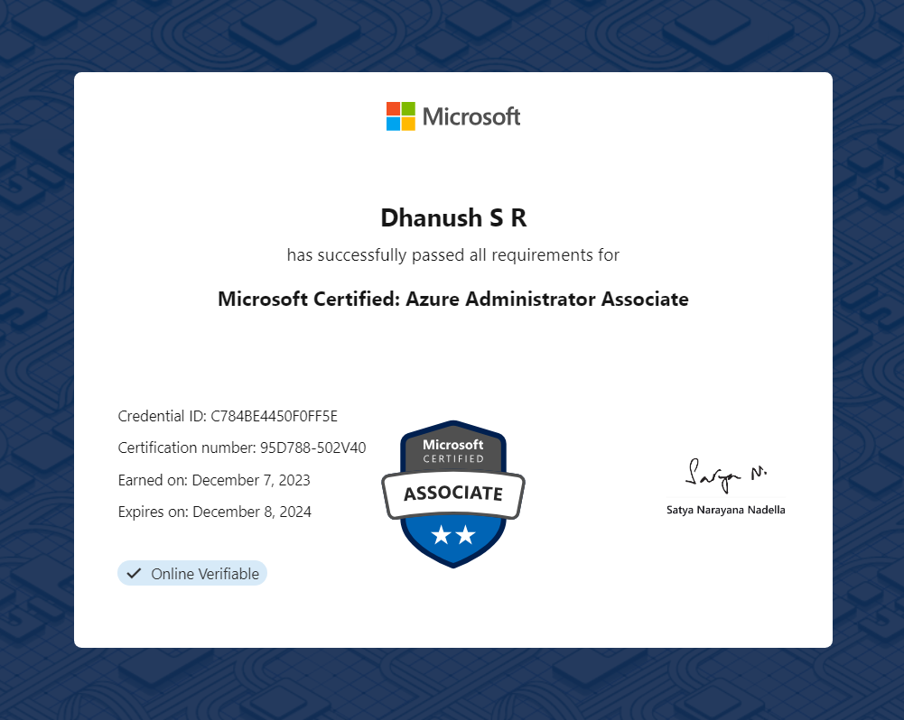 Microsoft
Dhanush S R
has successfully passed all requirements for
Microsoft Certified: Azure Administrator Associate
Credential ID: C784BE4450F0FF5E
Certification number: 95D788-502V40
Earned on: December 7, 2023
Expires on: December 8, 2024
Online Verifiable
Microsoft
CERTIFIED
ASSOCIATE
Satya N.
Satya Narayana Nadella